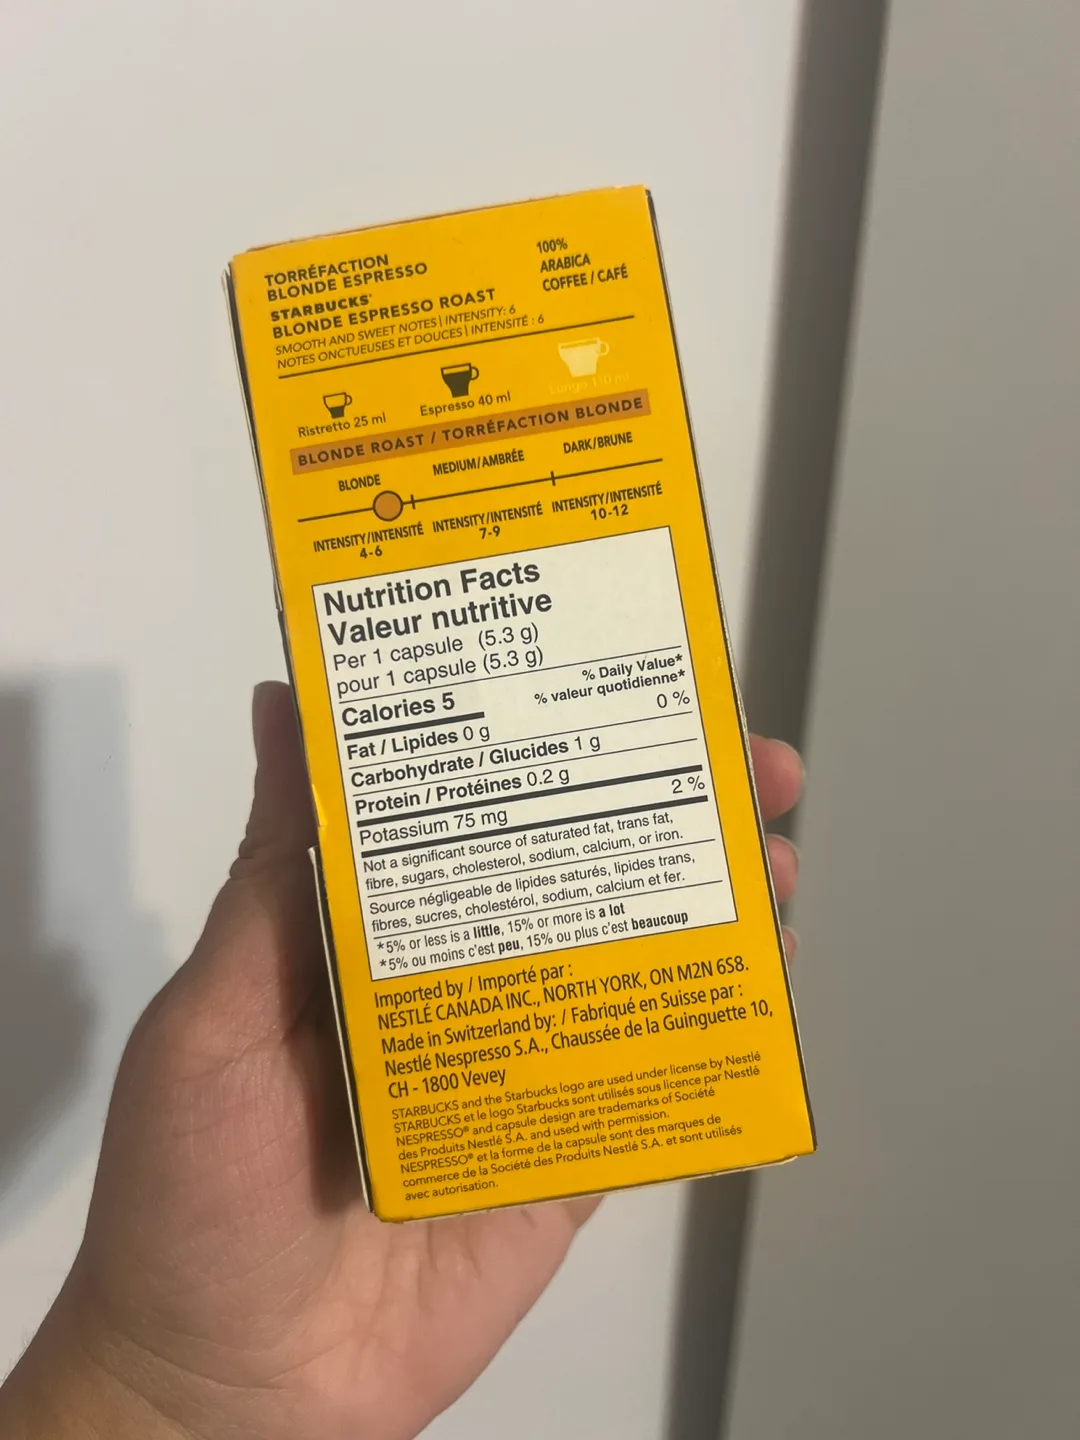 TORRÉFACTION
BLONDE ESPRESSO
STARBUCKS®
BLONDE ESPRESSO ROAST
SMOOTH AND SWEET NOTES | INTENSITY: 6
NOTES ONCTUEUSES ET DOUCES | INTENSITÉ : 6
100%
ARABICA
COFFEE / CAFÉ
Ristretto 25 ml
Espresso 40 ml
Lungo 110 ml
BLONDE ROAST / TORRÉFACTION BLONDE
BLONDE
MEDIUM/AMBRÉE
DARK/BRUNE
INTENSITY/INTENSITÉ
4-6
INTENSITY/INTENSITÉ
7-9
INTENSITY/INTENSITÉ
10-12
Nutrition Facts
Valeur nutritive
Per 1 capsule (5.3 g)
pour 1 capsule (5.3 g)
Calories 5
% Daily Value*
% valeur quotidienne*
Fat / Lipides 0 g 0 %
Carbohydrate / Glucides 1 g
Protein / Protéines 0.2 g
Potassium 75 mg 2 %
Not a significant source of saturated fat, trans fat,
fibre, sugars, cholesterol, sodium, calcium, or iron.
Source négligeable de lipides saturés, lipides trans,
fibres, sucres, cholestérol, sodium, calcium et fer.
*5% or less is a little, 15% or more is a lot
*5% ou moins c'est peu, 15% ou plus c'est beaucoup
Imported by / Importé par :
NESTLÉ CANADA INC., NORTH YORK, ON M2N 6S8.
Made in Switzerland by: / Fabriqué en Suisse par :
Nestlé Nespresso S.A., Chaussée de la Guinguette 10,
CH - 1800 Vevey
STARBUCKS and the Starbucks logo are used under license by Nestlé
STARBUCKS et le logo Starbucks sont utilisés sous licence par Nestlé
NESPRESSO® and capsule design are trademarks of Société
des Produits Nestlé S.A. and used with permission.
NESPRESSO® et la forme de la capsule sont des marques de
commerce de la Société des Produits Nestlé S.A. et sont utilisés
avec autorisation.